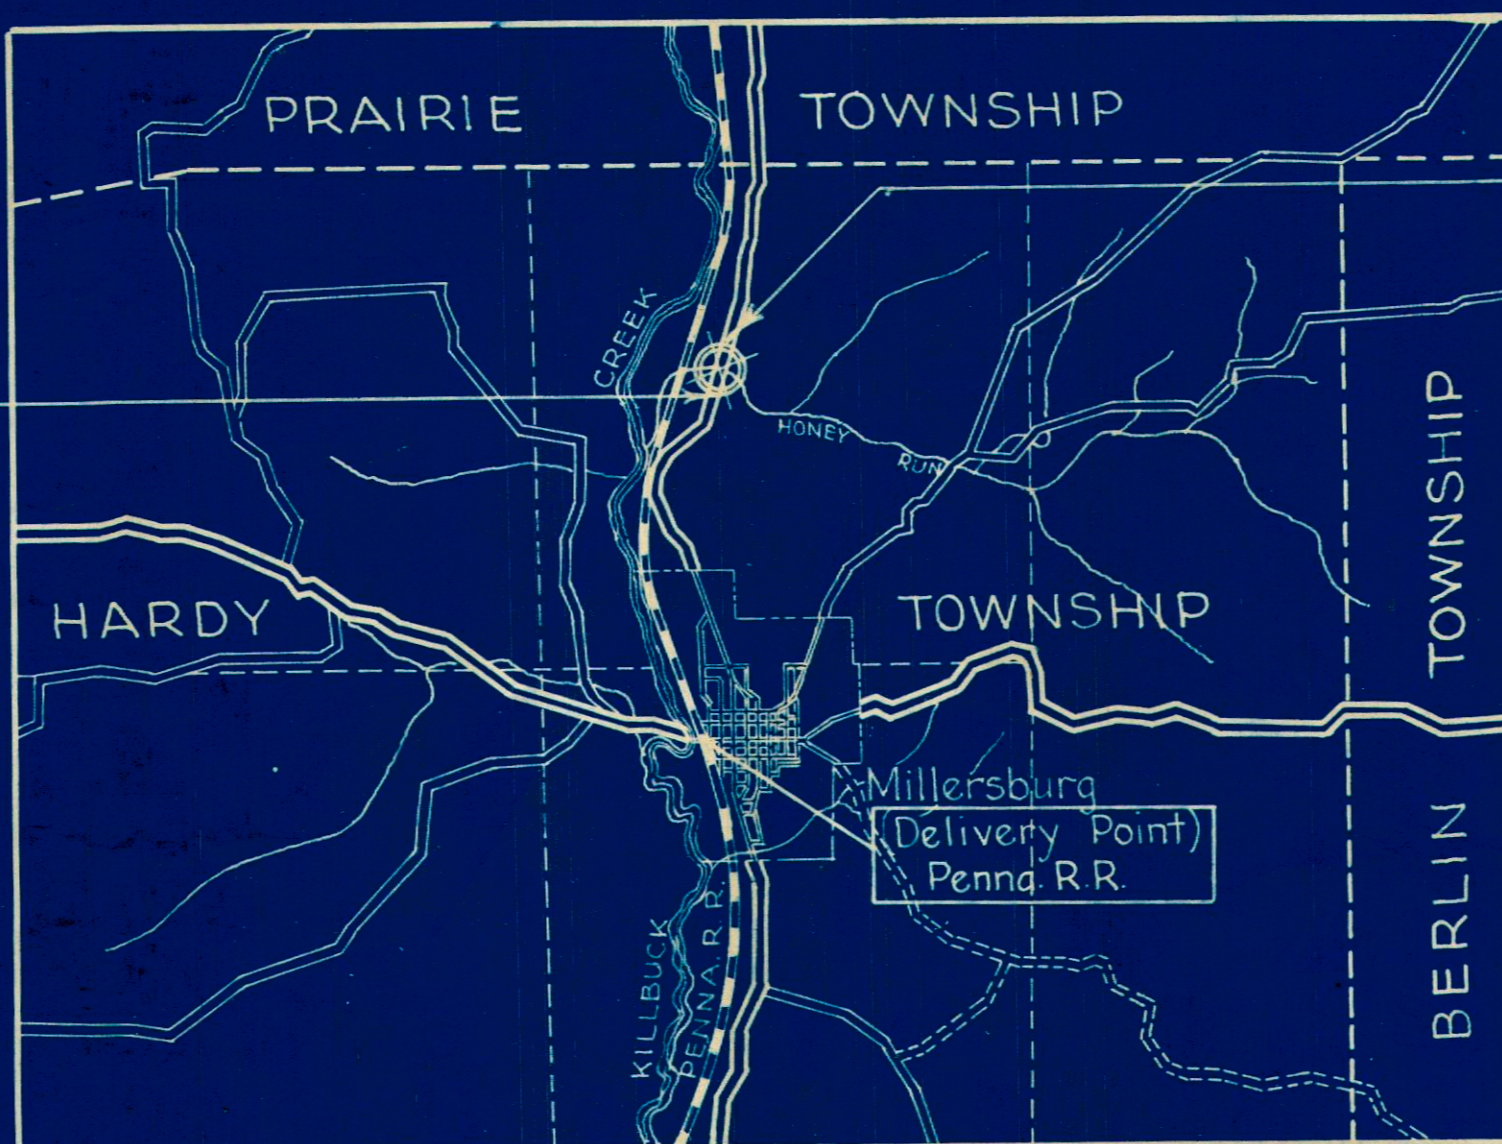 PRAIRIE TOWNSHIP
CREEK
HONEY RUN
TOWNSHIP
HARDY TOWNSHIP
Millersburg
(Delivery Point)
Penna. R.R.
BERLIN
KILLBUCK
PENNA. R.R.